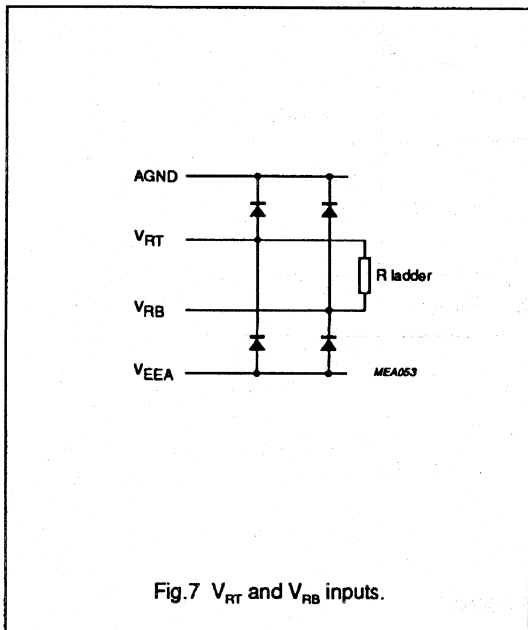 AGND
VRT
R ladder
VRB
VEEA
MEA053
Fig.7 VRT and VRB inputs.